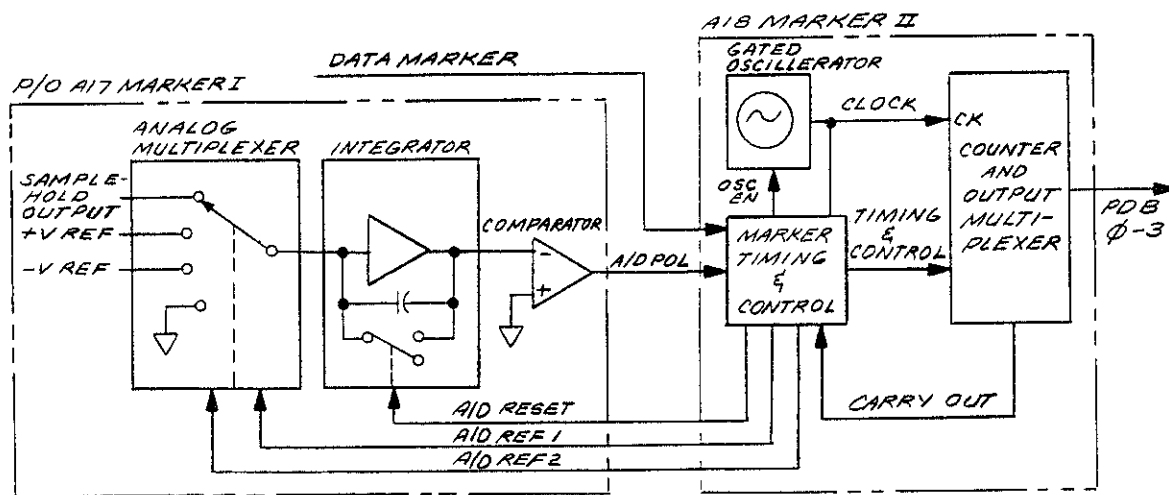 A18 MARKER II
P/O A17 MARKER I
DATA MARKER
GATED
OSCILLERATOR
CLOCK
ANALOG
MULTIPLEXER
INTEGRATOR
SAMPLE-
HOLD
OUTPUT
+V REF
-V REF
COMPARATOR
-
+
A/D POL
OSC
EN
MARKER
TIMING
&
CONTROL
TIMING
&
CONTROL
CK
COUNTER
AND
OUTPUT
MULTI-
PLEXER
PDB
Ø-3
CARRY OUT
A/D RESET
A/D REF 1
A/D REF 2